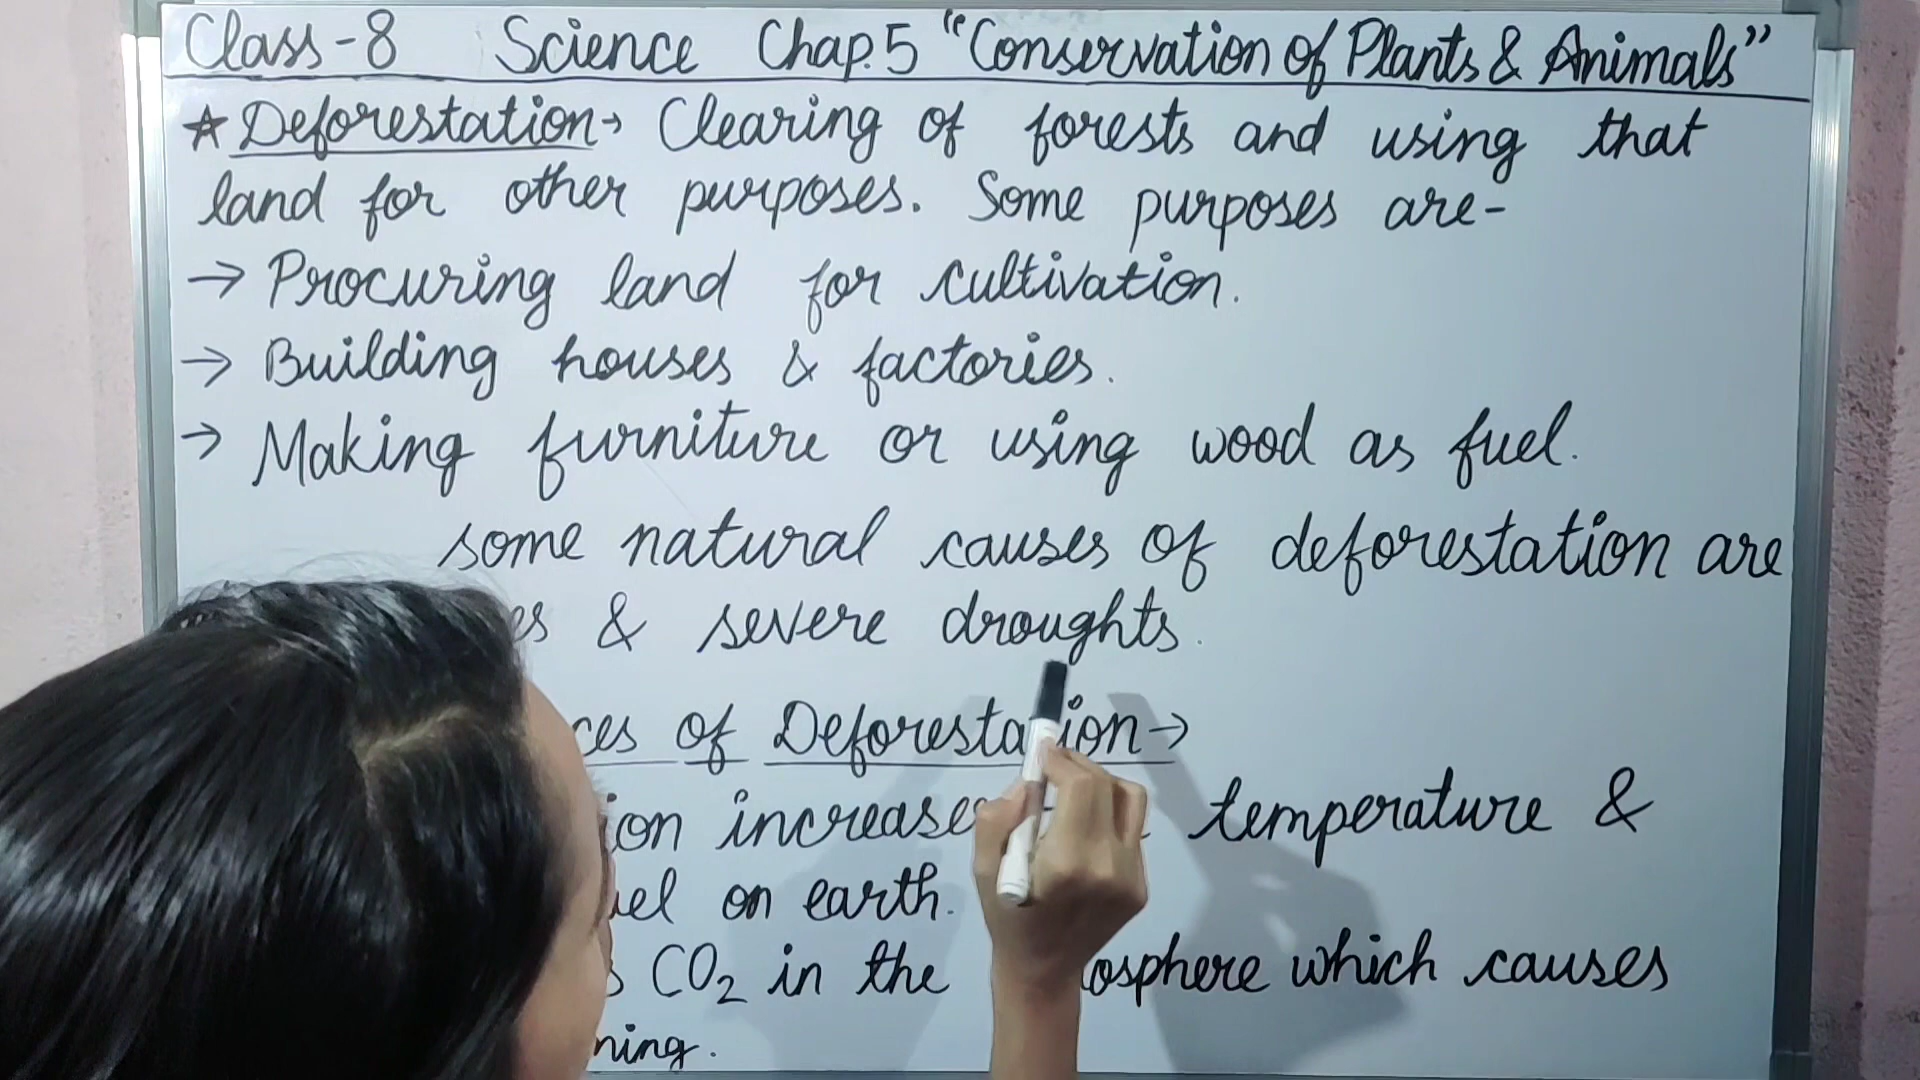 Class-8 Science Chap.5 "Conservation of Plants & Animals"
☆ Deforestation→ Clearing of forests and using that
land for other purposes. Some purposes are-
→ Procuring land for cultivation.
→ Building houses & factories.
→ Making furniture or using wood as fuel.
some natural causes of deforestation are
& severe droughts.
of Deforestation→
temperature &
on earth.
CO₂ in the which causes